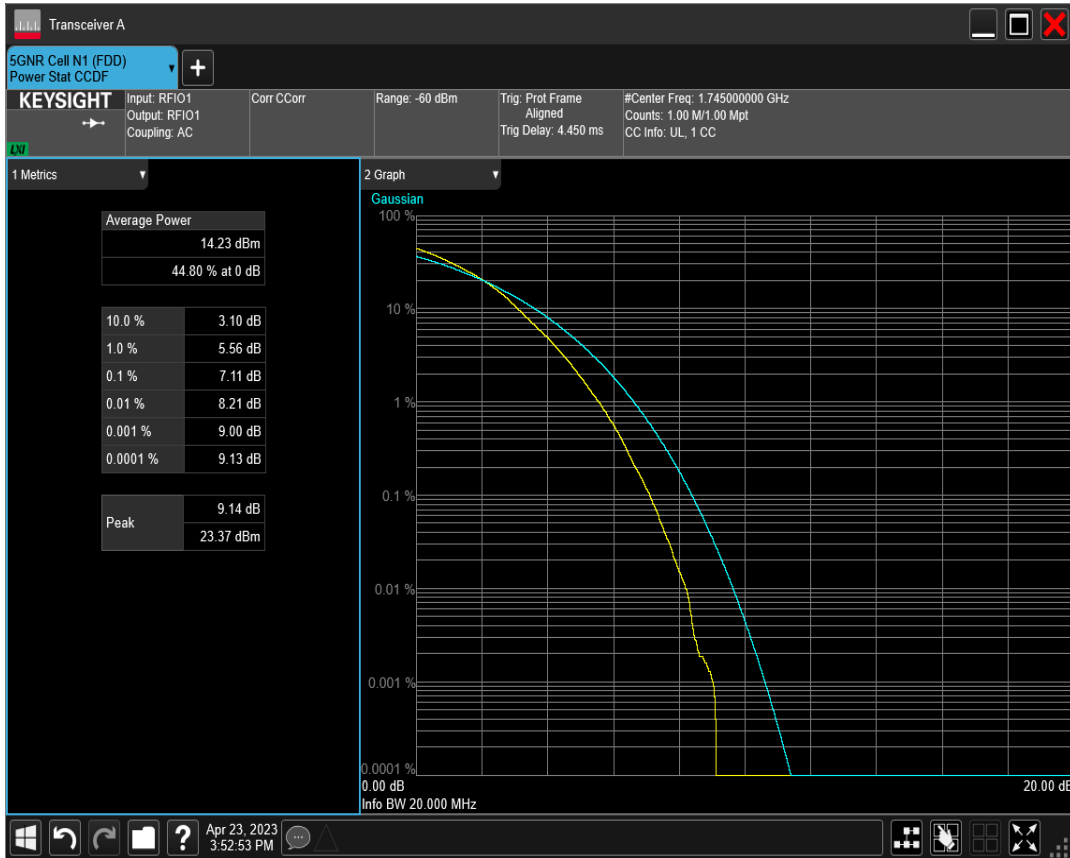 Transceiver A
5GNR Cell N1 (FDD)
Power Stat CCDF
+
KEYSIGHT
LXI
Input: RFIO1
Output: RFIO1
Coupling: AC
Corr CCorr
Range: -60 dBm
Trig: Prot Frame
Aligned
Trig Delay: 4.450 ms
#Center Freq: 1.745000000 GHz
Counts: 1.00 M/1.00 Mpt
CC Info: UL, 1 CC
1 Metrics
Average Power
14.23 dBm
44.80 % at 0 dB
10.0 % 3.10 dB
1.0 % 5.56 dB
0.1 % 7.11 dB
0.01 % 8.21 dB
0.001 % 9.00 dB
0.0001 % 9.13 dB
Peak
9.14 dB
23.37 dBm
2 Graph
Gaussian
100 %
10 %
1 %
0.1 %
0.01 %
0.001 %
0.0001 %
0.00 dB
20.00 dB
Info BW 20.000 MHz
?
Apr 23, 2023
3:52:53 PM